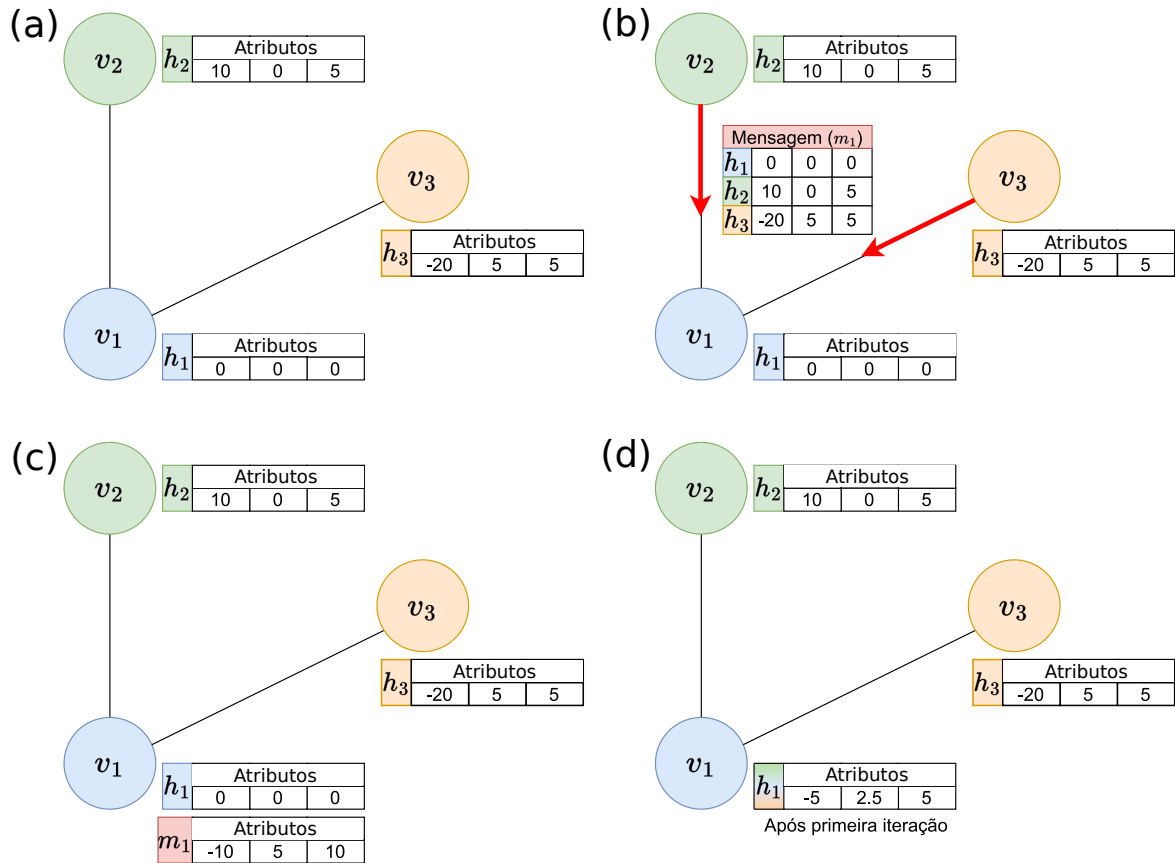 (a)
v₂
h₂ Atributos
10 0 5
v₃
h₃ Atributos
-20 5 5
v₁
h₁ Atributos
0 0 0
(b)
v₂
h₂ Atributos
10 0 5
Mensagem (m₁)
h₁ 0 0 0
h₂ 10 0 5
h₃ -20 5 5
v₃
h₃ Atributos
-20 5 5
v₁
h₁ Atributos
0 0 0
(c)
v₂
h₂ Atributos
10 0 5
v₃
h₃ Atributos
-20 5 5
v₁
h₁ Atributos
0 0 0
m₁ Atributos
-10 5 10
(d)
v₂
h₂ Atributos
10 0 5
v₃
h₃ Atributos
-20 5 5
v₁
h₁ Atributos
-5 2.5 5
Após primeira iteração